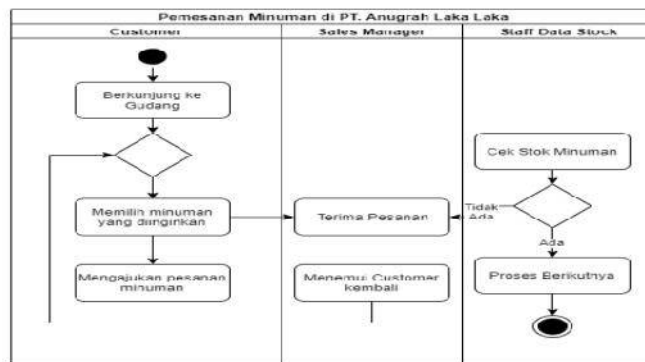 Pemesanan Minuman di PT. Anugrah Laka Laka
Customer
Sales Manager
Staff Data Stock
Berkunjung ke
Gudang
Cek Stok Minuman
Memilih minuman
yang diinginkan
Terima Pesanan
Tidak
Ada
Ada
Mengajukan pesanan
minuman
Menemui Customer
kembali
Proses Berikutnya